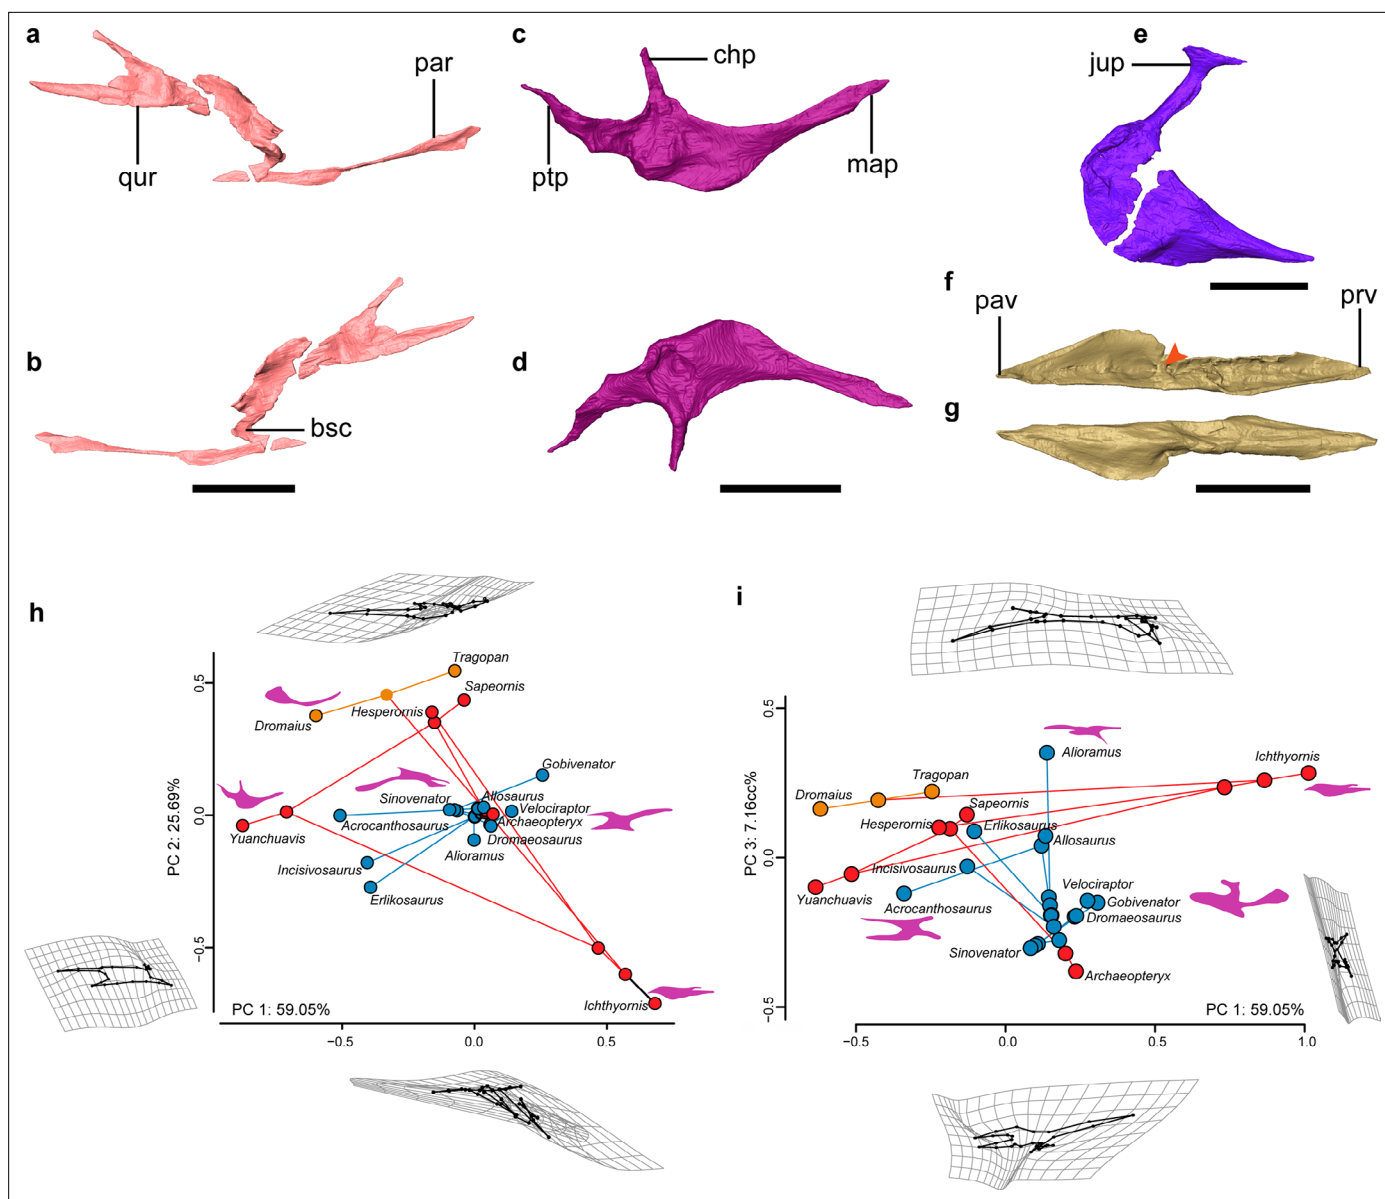 a
par
qur
b
bsc
c
chp
ptp
map
d
e
jup
f
pav
prv
g
h
Tragopan
Sapeornis
Hesperornis
Dromaius
Gobivenator
Sinovenator
Allosaurus
Velociraptor
Archaeopteryx
Acrocanthosaurus
Dromaeosaurus
Yuanchuavis
Alioramus
Incisivosaurus
Erlikosaurus
Ichthyornis
PC 2: 25.69%
0.5
0.0
−0.5
PC 1: 59.05%
−0.5
0.0
0.5
i
Alioramus
Ichthyornis
Tragopan
Dromaius
Sapeornis
Hesperornis
Erlikosaurus
Allosaurus
Incisivosaurus
Yuanchuavis
Velociraptor
Acrocanthosaurus
Gobivenator
Dromaeosaurus
Sinovenator
Archaeopteryx
PC 3: 7.16cc%
0.5
0.0
−0.5
PC 1: 59.05%
−0.5
0.0
0.5
1.0